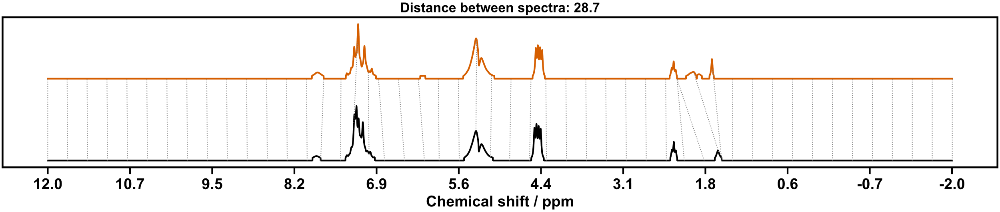 Distance between spectra: 28.7
12.0 10.7 9.5 8.2 6.9 5.6 4.4 3.1 1.8 0.6 -0.7 -2.0
Chemical shift / ppm